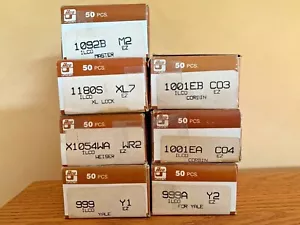 50 PCS.
1092B M2
ILCO EZ
MASTER
50 PCS.
1180S XL7
ILCO EZ
XL LOCK
50 PCS.
1001EB CO3
ILCO EZ
CORBIN
50 PCS.
X1054WA WR2
ILCO EZ
WEISER
50 PCS.
1001EA CO4
ILCO EZ
CORBIN
50 PCS.
999 Y1
ILCO EZ
YALE
50 PCS.
999A Y2
ILCO EZ
FOR YALE